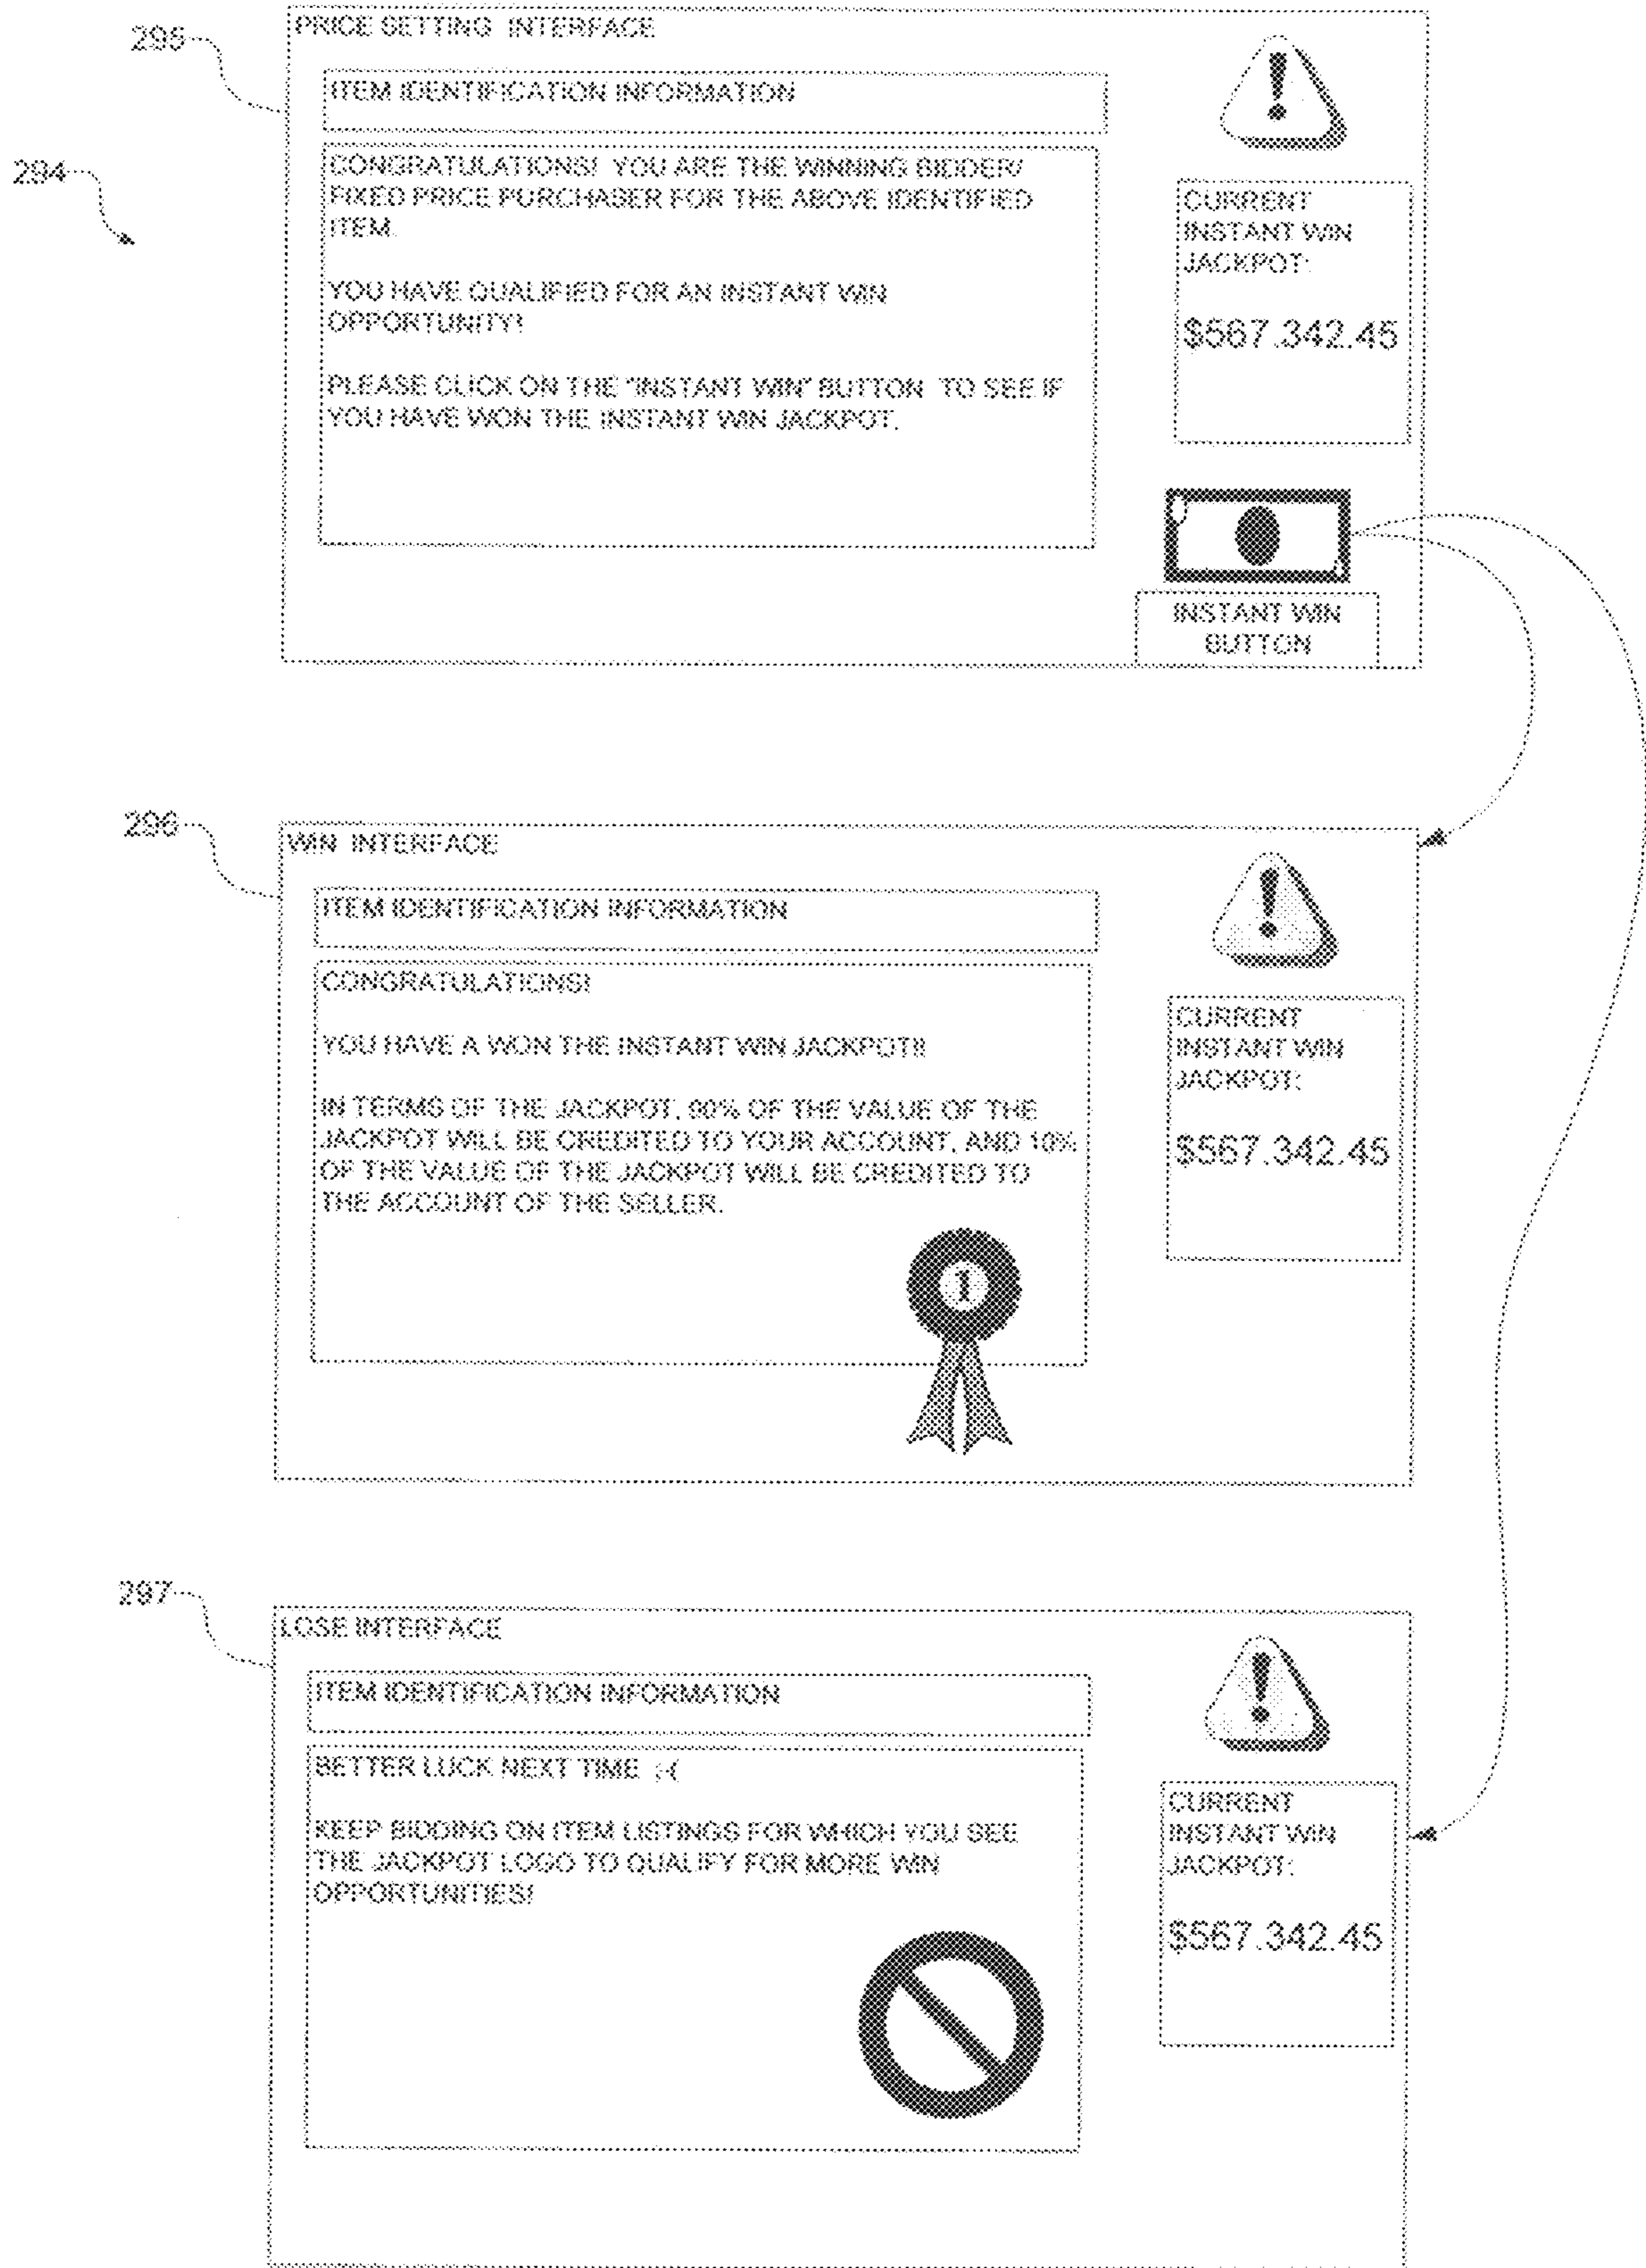 295
PRICE SETTING INTERFACE
ITEM IDENTIFICATION INFORMATION
294
CONGRATULATIONS! YOU ARE THE WINNING BIDDER/
FIXED PRICE PURCHASER FOR THE ABOVE IDENTIFIED
ITEM.
YOU HAVE QUALIFIED FOR AN INSTANT WIN
OPPORTUNITY!
PLEASE CLICK ON THE "INSTANT WIN" BUTTON TO SEE IF
YOU HAVE WON THE INSTANT WIN JACKPOT.
CURRENT
INSTANT WIN
JACKPOT:
$567.342.45
INSTANT WIN
BUTTON
296
WIN INTERFACE
ITEM IDENTIFICATION INFORMATION
CONGRATULATIONS!
YOU HAVE A WON THE INSTANT WIN JACKPOT!!
IN TERMS OF THE JACKPOT, 90% OF THE VALUE OF THE
JACKPOT WILL BE CREDITED TO YOUR ACCOUNT, AND 10%
OF THE VALUE OF THE JACKPOT WILL BE CREDITED TO
THE ACCOUNT OF THE SELLER.
1
CURRENT
INSTANT WIN
JACKPOT:
$567.342.45
297
LOSE INTERFACE
ITEM IDENTIFICATION INFORMATION
BETTER LUCK NEXT TIME ;-(
KEEP BIDDING ON ITEM LISTINGS FOR WHICH YOU SEE
THE JACKPOT LOGO TO QUALIFY FOR MORE WIN
OPPORTUNITIES!
CURRENT
INSTANT WIN
JACKPOT:
$567.342.45